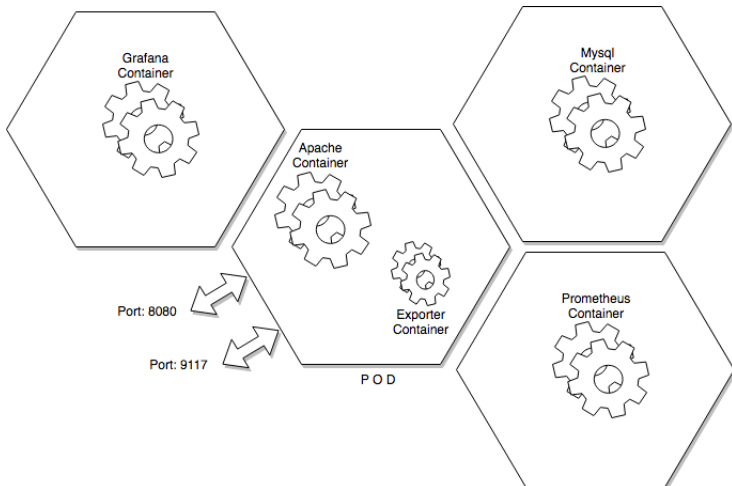 Grafana
Container
Mysql
Container
Apache
Container
Exporter
Container
Prometheus
Container
Port: 8080
Port: 9117
P O D